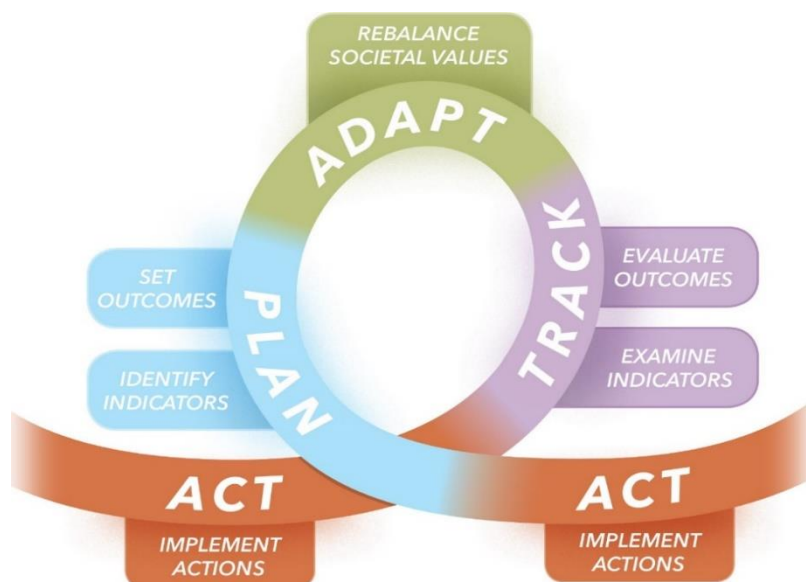 REBALANCE
SOCIETAL VALUES
ADAPT
TRACK
PLAN
SET
OUTCOMES
EVALUATE
OUTCOMES
IDENTIFY
INDICATORS
EXAMINE
INDICATORS
ACT
ACT
IMPLEMENT
ACTIONS
IMPLEMENT
ACTIONS